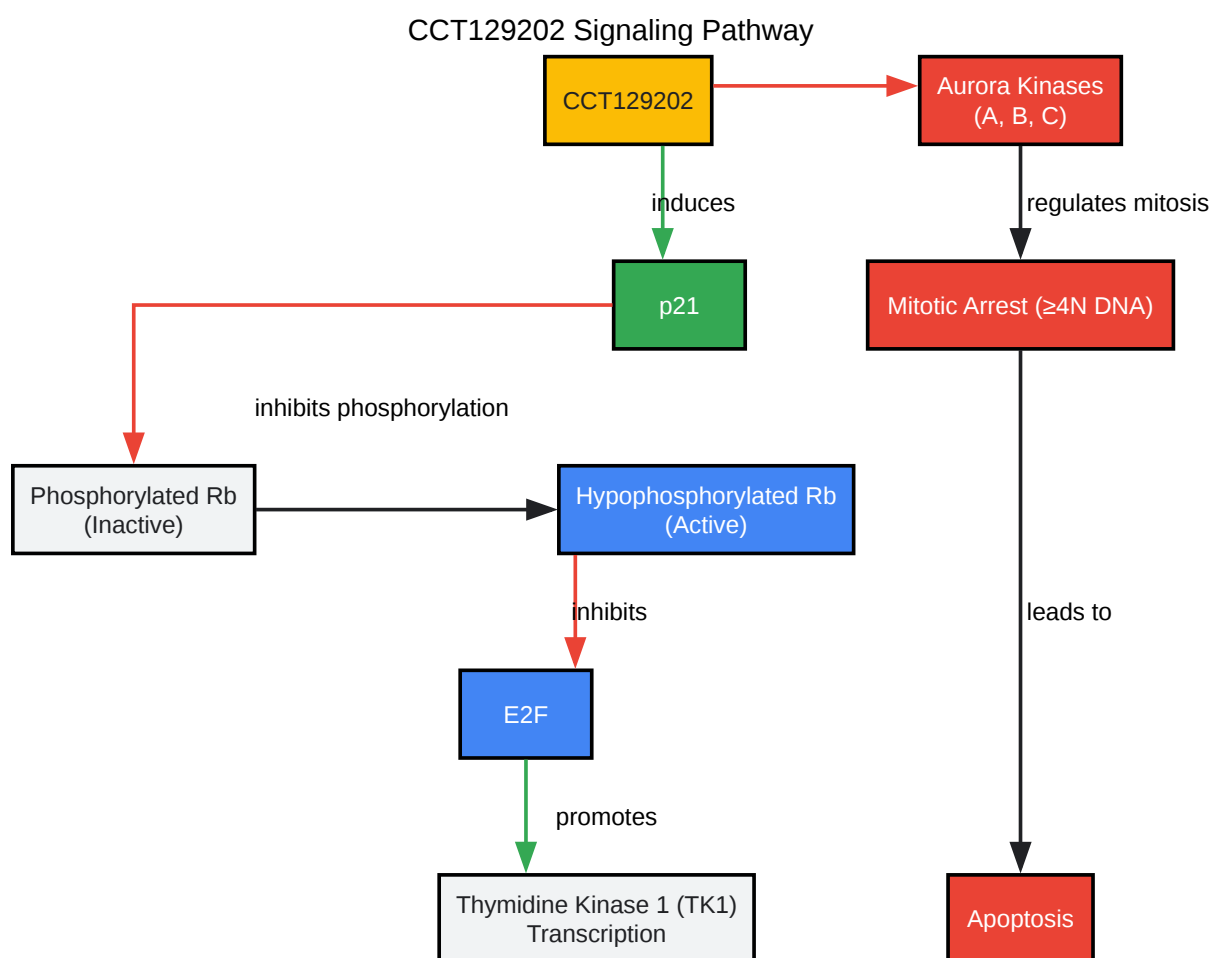 CCT129202 Signaling Pathway
CCT129202
Aurora Kinases
(A, B, C)
induces
regulates mitosis
p21
Mitotic Arrest (≥4N DNA)
inhibits phosphorylation
Phosphorylated Rb
(Inactive)
Hypophosphorylated Rb
(Active)
inhibits
leads to
E2F
promotes
Thymidine Kinase 1 (TK1)
Transcription
Apoptosis